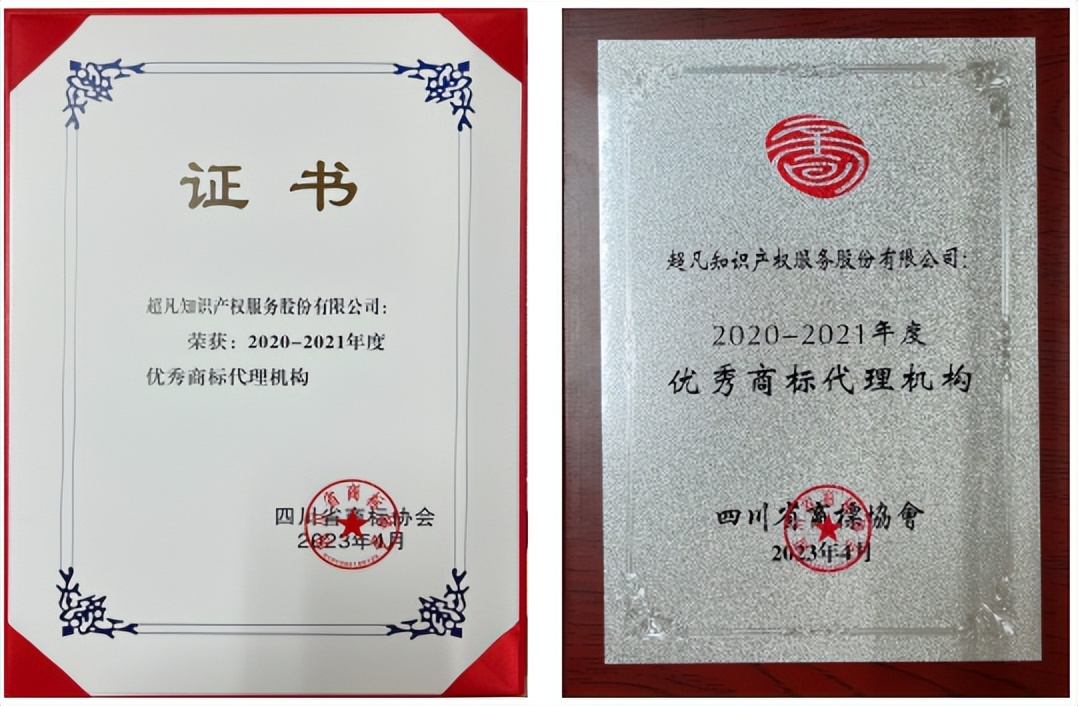 证书
超凡知识产权服务股份有限公司：
荣获：2020-2021年度
优秀商标代理机构
四川省商标协会
2023年4月
超凡知识产权服务股份有限公司：
2020-2021年度
优秀商标代理机构
四川省商標協會
2023年4月